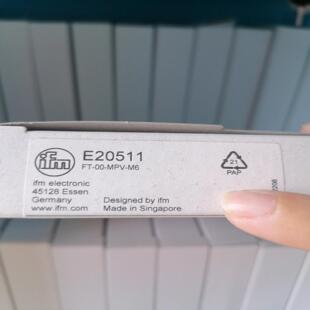 ifm
E20511
FT-00-MPV-M6
ifm electronic
45128 Essen
Germany
www.ifm.com
Designed by ifm
Made in Singapore
21
PAP